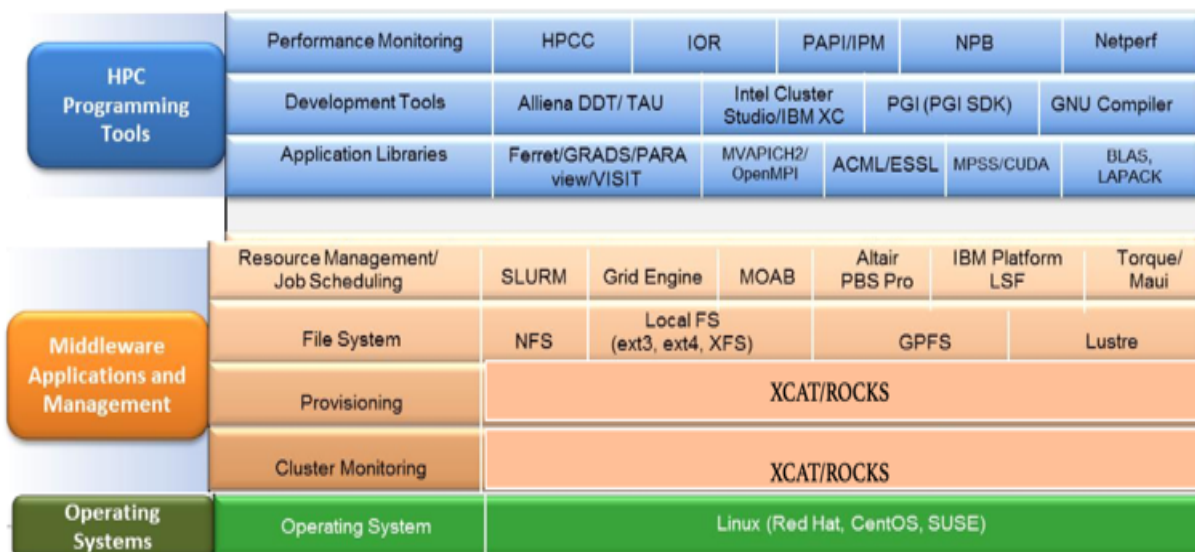 HPC
Programming
Tools
Performance Monitoring
HPCC
IOR
PAPI/IPM
NPB
Netperf
Development Tools
Alliena DDT/ TAU
Intel Cluster
Studio/IBM XC
PGI (PGI SDK)
GNU Compiler
Application Libraries
Ferret/GRADS/PARA
view/VISIT
MVAPICH2/
OpenMPI
ACML/ESSL
MPSS/CUDA
BLAS,
LAPACK
Middleware
Applications and
Management
Resource Management/
Job Scheduling
SLURM
Grid Engine
MOAB
Altair
PBS Pro
IBM Platform
LSF
Torque/
Maui
File System
NFS
Local FS
(ext3, ext4, XFS)
GPFS
Lustre
Provisioning
XCAT/ROCKS
Cluster Monitoring
XCAT/ROCKS
Operating
Systems
Operating System
Linux (Red Hat, CentOS, SUSE)